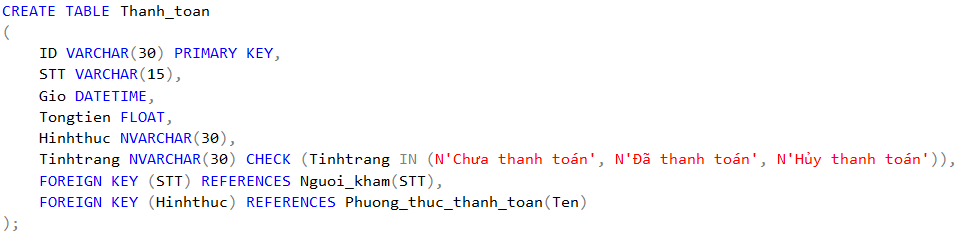 CREATE TABLE Thanh_toan
(
    ID VARCHAR(30) PRIMARY KEY,
    STT VARCHAR(15),
    Gio DATETIME,
    Tongtien FLOAT,
    Hinhthuc NVARCHAR(30),
    Tinhtrang NVARCHAR(30) CHECK (Tinhtrang IN (N'Chưa thanh toán', N'Đã thanh toán', N'Hủy thanh toán')),
    FOREIGN KEY (STT) REFERENCES Nguoi_kham(STT),
    FOREIGN KEY (Hinhthuc) REFERENCES Phuong_thuc_thanh_toan(Ten)
);